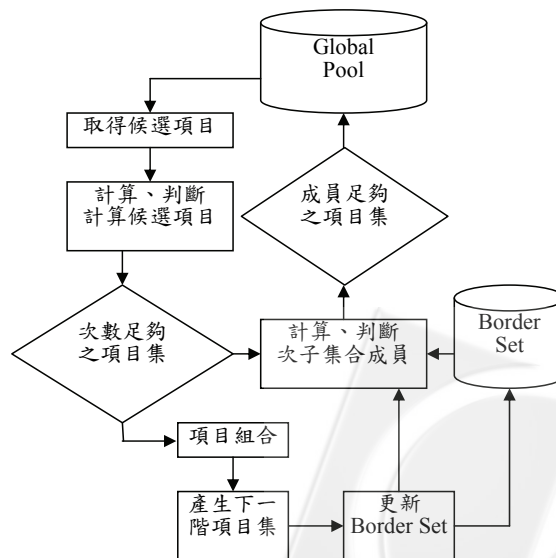 Global
Pool
取得候選項目
計算、判斷
計算候選項目
成員足夠
之項目集
次數足夠
之項目集
計算、判斷
次子集合成員
Border
Set
項目組合
產生下一
階項目集
更新
Border Set